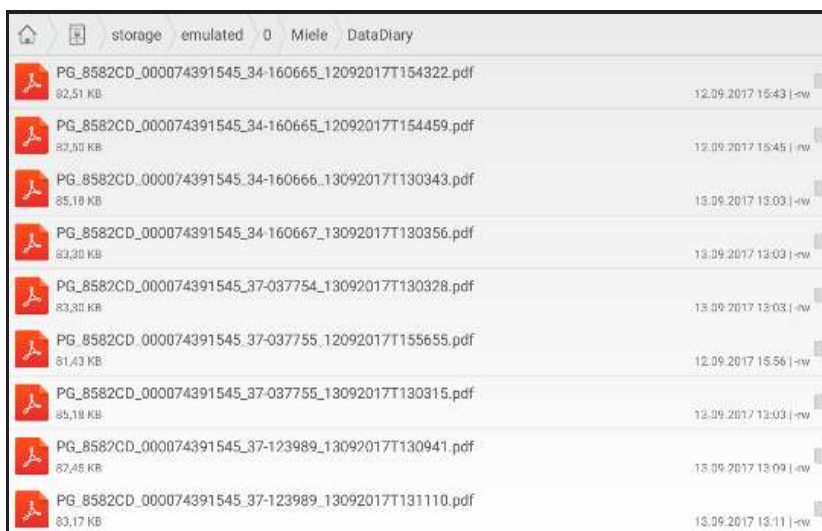 storage emulated 0 Miele DataDiary
PG_8582CD_000074391545_34-160665_12092017T154322.pdf
82,51 KB
12.09.2017 15:43 | -rw
PG_8582CD_000074391545_34-160665_12092017T154459.pdf
82,50 KB
12.09.2017 15:45 | -rw
PG_8582CD_000074391545_34-160666_13092017T130343.pdf
85,18 KB
13.09.2017 13:03 | -rw
PG_8582CD_000074391545_34-160667_13092017T130356.pdf
83,30 KB
13.09.2017 13:03 | -rw
PG_8582CD_000074391545_37-037754_13092017T130328.pdf
83,30 KB
13.09.2017 13:03 | -rw
PG_8582CD_000074391545_37-037755_12092017T155655.pdf
81,43 KB
12.09.2017 15:56 | -rw
PG_8582CD_000074391545_37-037755_13092017T130315.pdf
85,18 KB
13.09.2017 13:03 | -rw
PG_8582CD_000074391545_37-123989_13092017T130941.pdf
82,45 KB
13.09.2017 13:09 | -rw
PG_8582CD_000074391545_37-123989_13092017T131110.pdf
83,17 KB
13.09.2017 13:11 | -rw